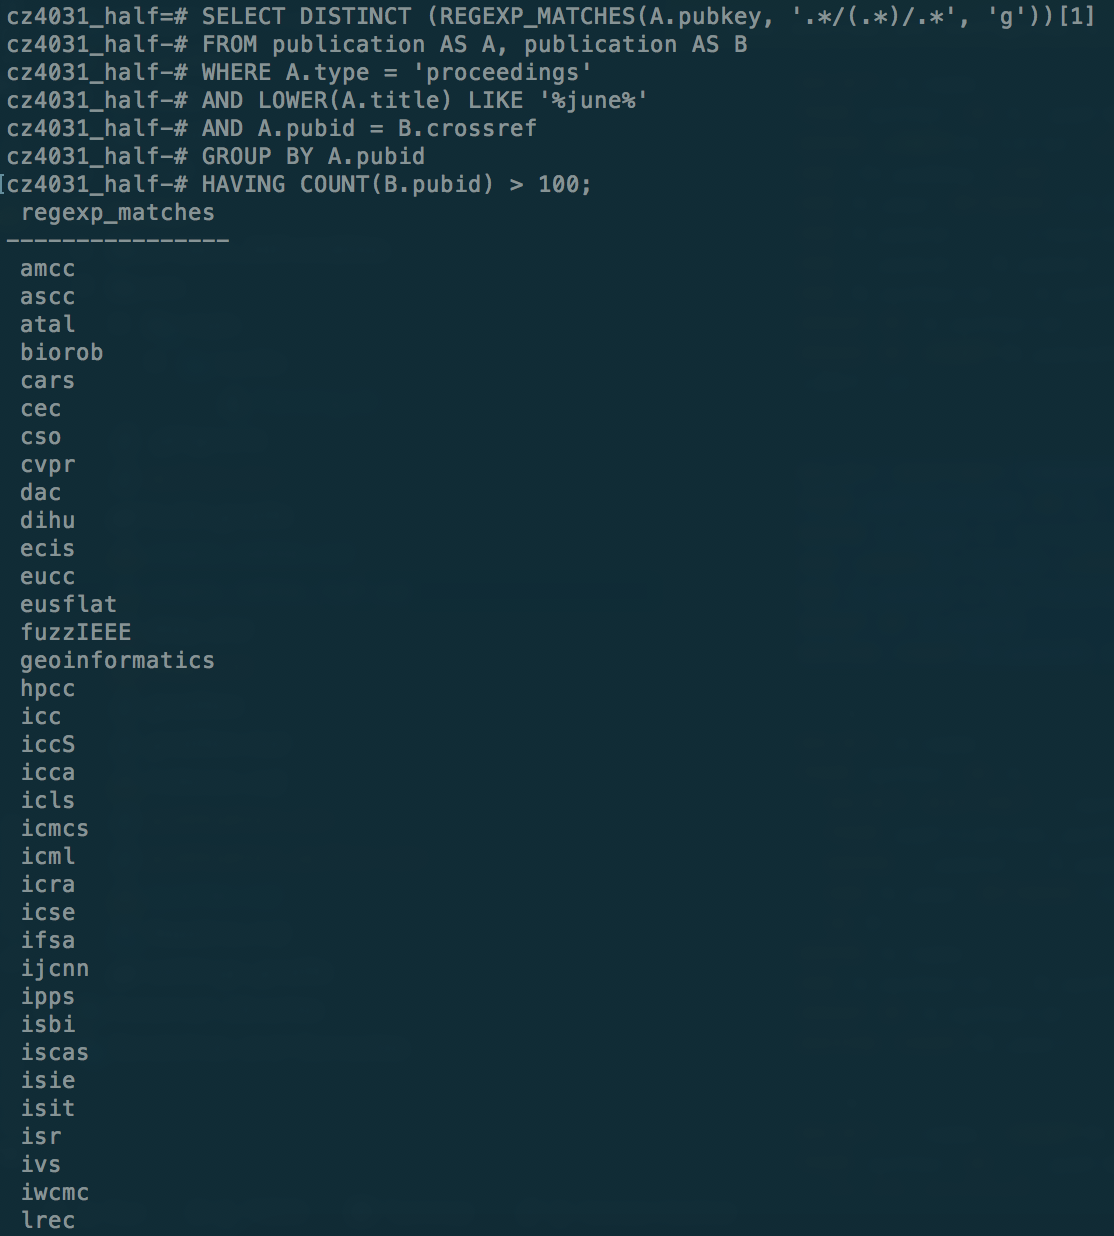 cz4031_half=# SELECT DISTINCT (REGEXP_MATCHES(A.pubkey, '.*/(.*)/.*', 'g'))[1]
cz4031_half-# FROM publication AS A, publication AS B
cz4031_half-# WHERE A.type = 'proceedings'
cz4031_half-# AND LOWER(A.title) LIKE '%june%'
cz4031_half-# AND A.pubid = B.crossref
cz4031_half-# GROUP BY A.pubid
[cz4031_half-# HAVING COUNT(B.pubid) > 100;
regexp_matches
----------------
amcc
ascc
atal
biorob
cars
cec
cso
cvpr
dac
dihu
ecis
eucc
eusflat
fuzzIEEE
geoinformatics
hpcc
icc
iccS
icca
icls
icmcs
icml
icra
icse
ifsa
ijcnn
ipps
isbi
iscas
isie
isit
isr
ivs
iwcmc
lrec